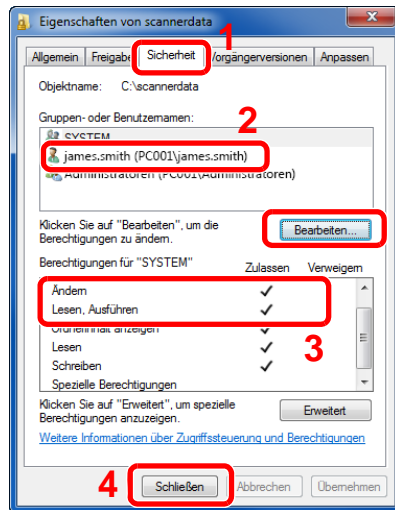 Eigenschaften von scannerdata
1
Allgemein Freigabe Sicherheit Vorgängerversionen Anpassen
Objektname: C:\scannerdata
Gruppen- oder Benutzernamen:
2
SYSTEM
james.smith (PC001\james.smith)
Administratoren (PC001\Administratoren)
Klicken Sie auf "Bearbeiten", um die
Berechtigungen zu ändern.
Bearbeiten...
Berechtigungen für "SYSTEM" Zulassen Verweigern
Ändern
Lesen, Ausführen
Ordnerinhalt anzeigen
Lesen
3
Schreiben
Spezielle Berechtigungen
Klicken Sie auf "Erweitert", um spezielle
Berechtigungen anzuzeigen.
Erweitert
Weitere Informationen über Zugriffssteuerung und Berechtigungen
4
Schließen Abbrechen Übernehmen